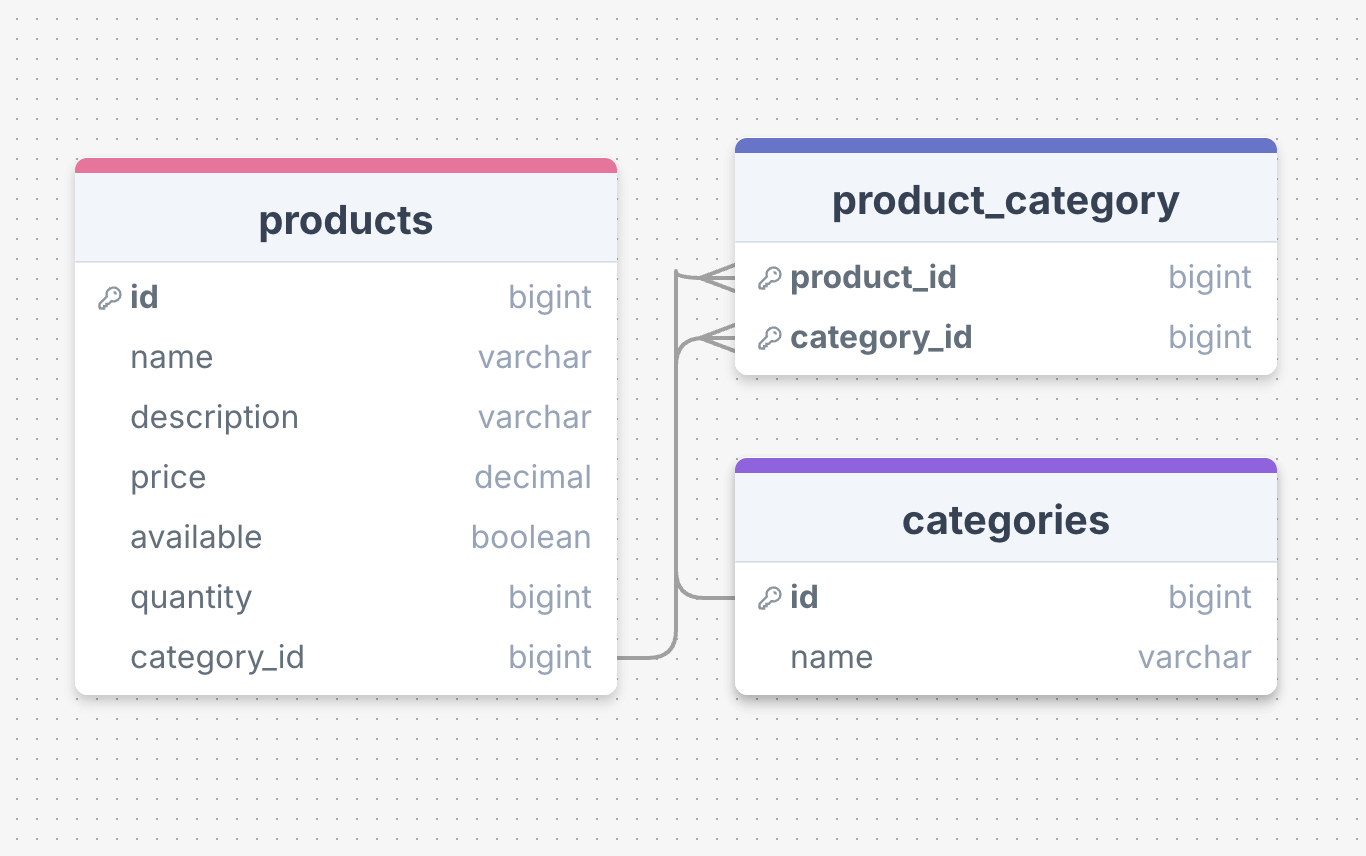 products
id bigint
name varchar
description varchar
price decimal
available boolean
quantity bigint
category_id bigint
product_category
product_id bigint
category_id bigint
categories
id bigint
name varchar